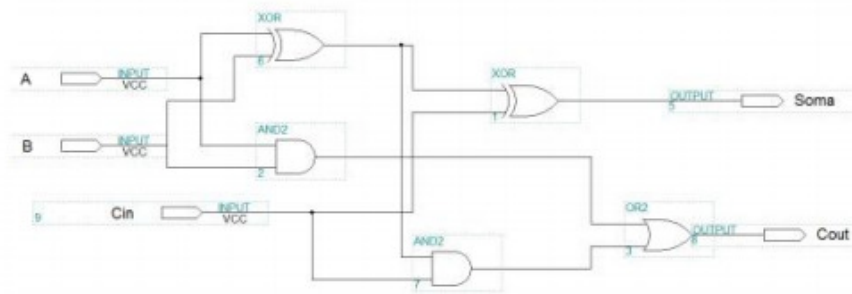 XOR
6
A INPUT
VCC
XOR
1
OUTPUT
5
Soma
B INPUT
VCC
AND2
2
9
Cin INPUT
VCC
OR2
3
OUTPUT
8
Cout
AND2
7